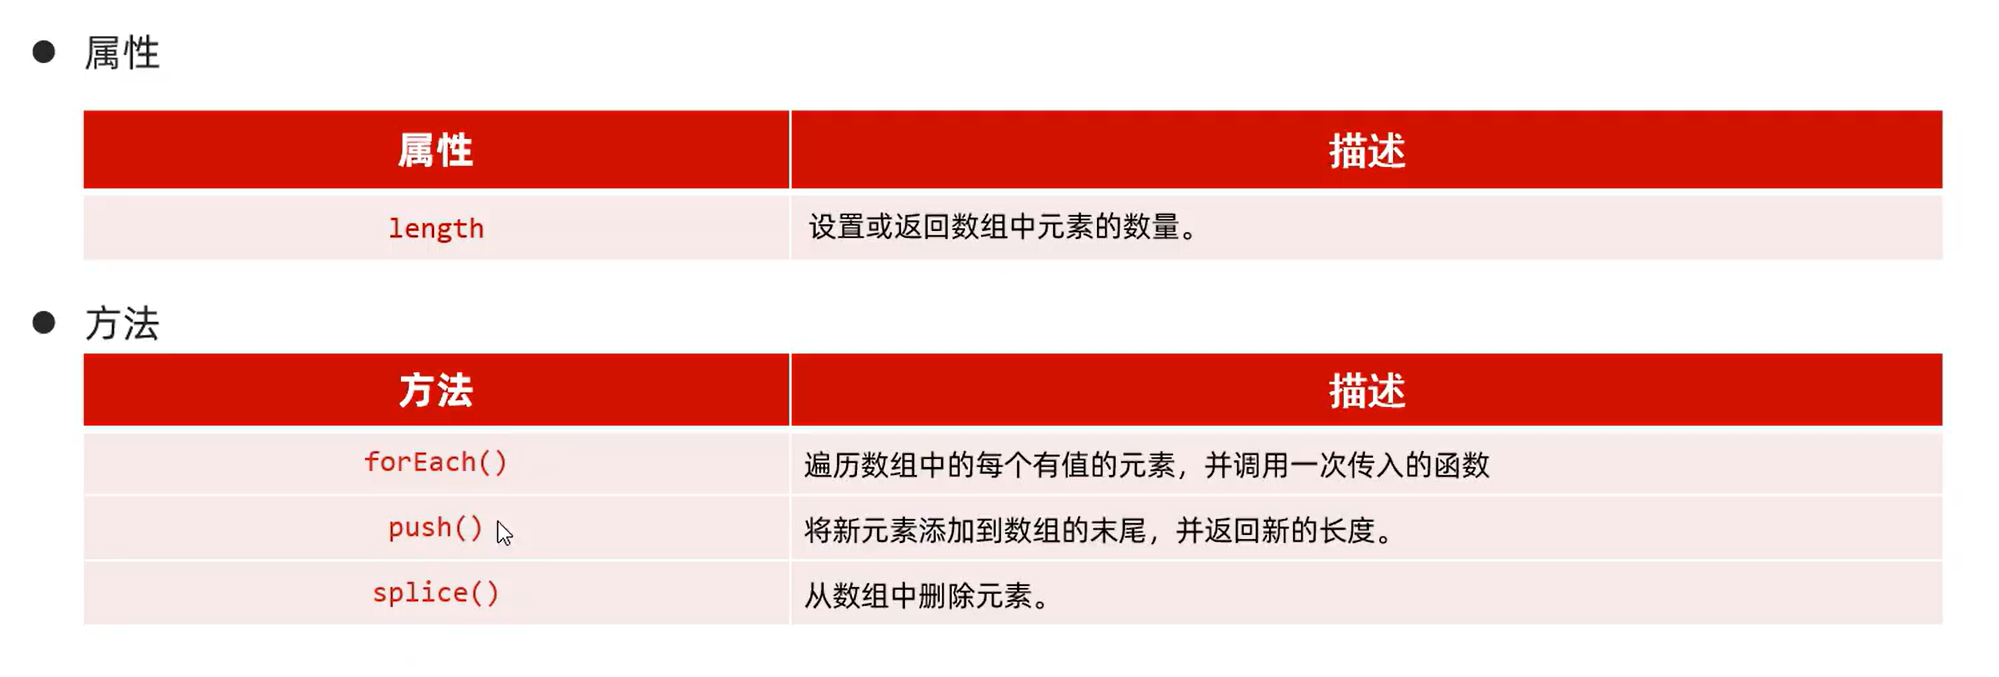 属性
属性 描述
length 设置或返回数组中元素的数量。
方法
方法 描述
forEach() 遍历数组中的每个有值的元素，并调用一次传入的函数
push() 将新元素添加到数组的末尾，并返回新的长度。
splice() 从数组中删除元素。